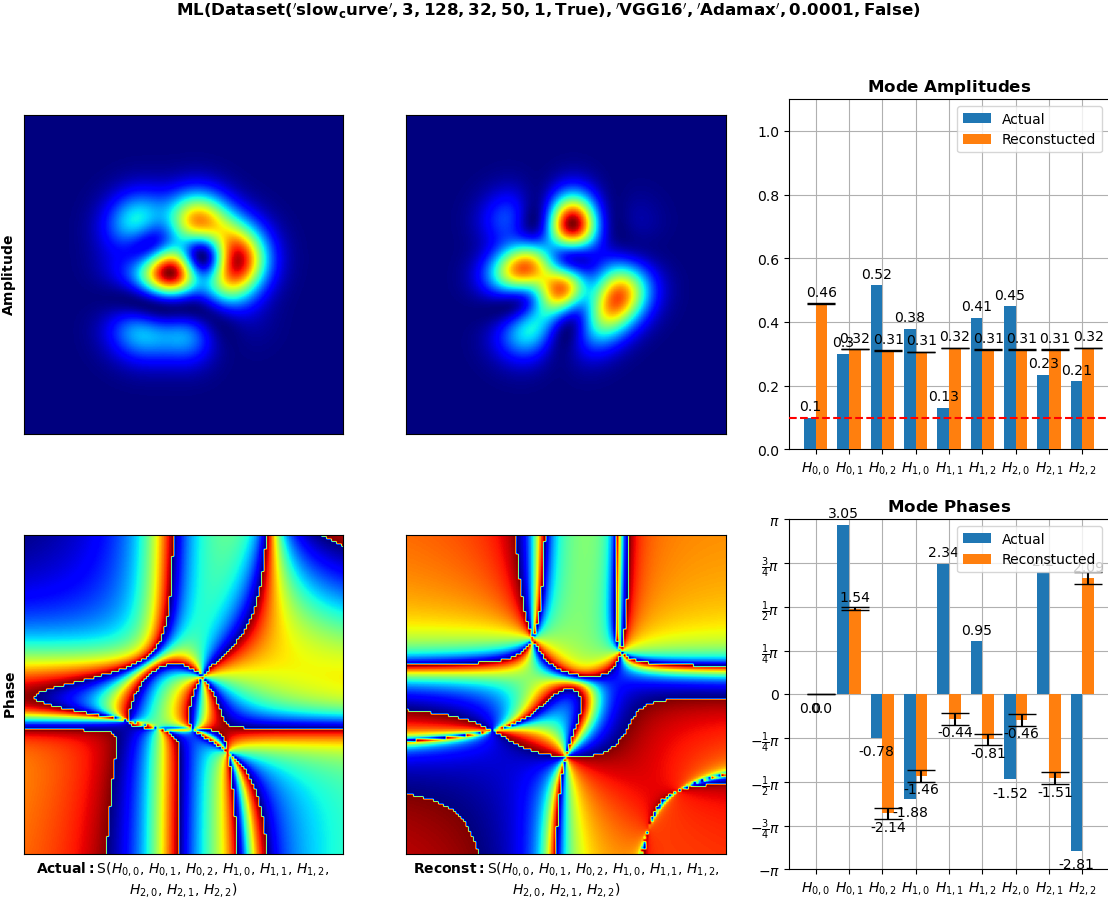 ML(Dataset('slow_curve', 3, 128, 32, 50, 1, True), 'VGG16', 'Adamax', 0.0001, False)
Mode Amplitudes
Amplitude
Actual
Reconstucted
1.0
0.8
0.6
0.4
0.2
0.0
0.1 0.46
0.3 0.32
0.52 0.31
0.38 0.31
0.13 0.32
0.41 0.31
0.45 0.31
0.23 0.31
0.21 0.32
H0,0 H0,1 H0,2 H1,0 H1,1 H1,2 H2,0 H2,1 H2,2
Mode Phases
Phase
Actual
Reconstucted
π
3/4π
1/2π
1/4π
0
−1/4π
−1/2π
−3/4π
−π
0.0 0.0
3.05 1.54
-0.78 -2.14
-1.88 -1.46
2.34 -0.44
0.95 -0.81
-1.52 -0.46
-1.51
-2.81
H0,0 H0,1 H0,2 H1,0 H1,1 H1,2 H2,0 H2,1 H2,2
Actual: S(H0,0, H0,1, H0,2, H1,0, H1,1, H1,2,
H2,0, H2,1, H2,2)
Reconst: S(H0,0, H0,1, H0,2, H1,0, H1,1, H1,2,
H2,0, H2,1, H2,2)